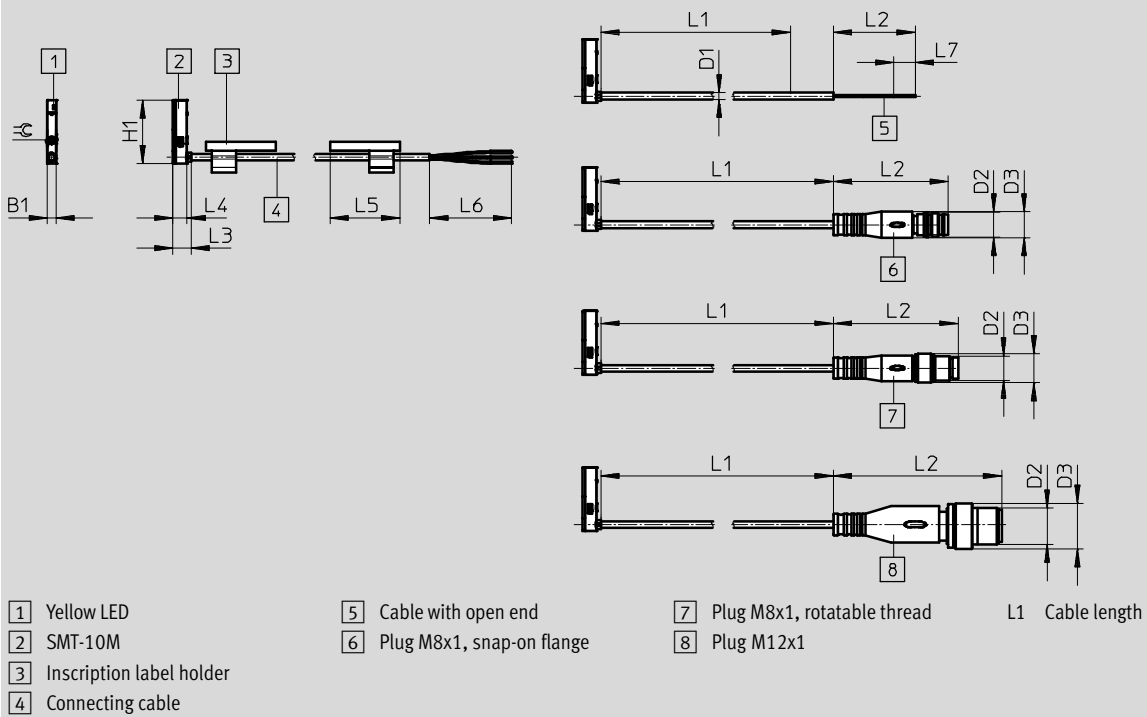 L1
L2
L7
D1
5
1
2
3
H1
B1
L4
L3
4
L5
L6
L1
L2
D2
D3
6
L1
L2
D2
D3
7
L1
L2
D2
D3
8
1 Yellow LED
2 SMT-10M
3 Inscription label holder
4 Connecting cable
5 Cable with open end
6 Plug M8x1, snap-on flange
7 Plug M8x1, rotatable thread
8 Plug M12x1
L1 Cable length